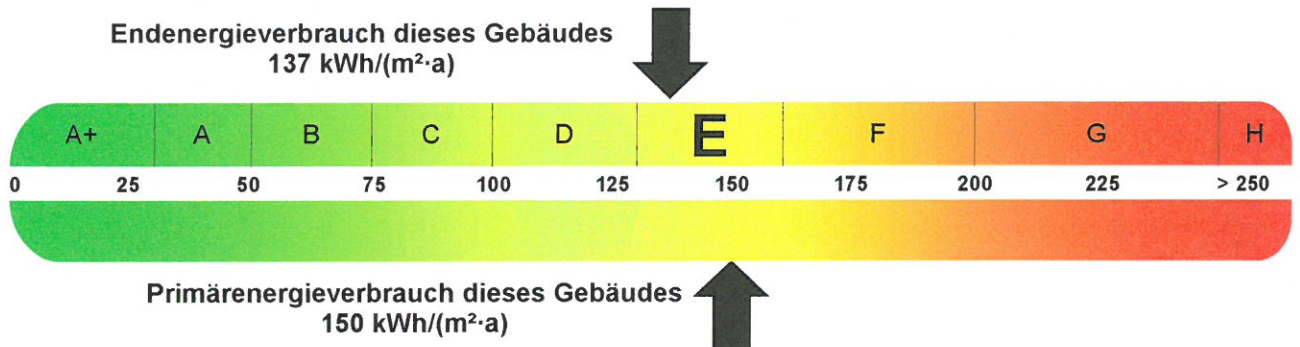 Endenergieverbrauch dieses Gebäudes
137 kWh/(m²·a)
A+ A B C D E F G H
0 25 50 75 100 125 150 175 200 225 > 250
Primärenergieverbrauch dieses Gebäudes
150 kWh/(m²·a)